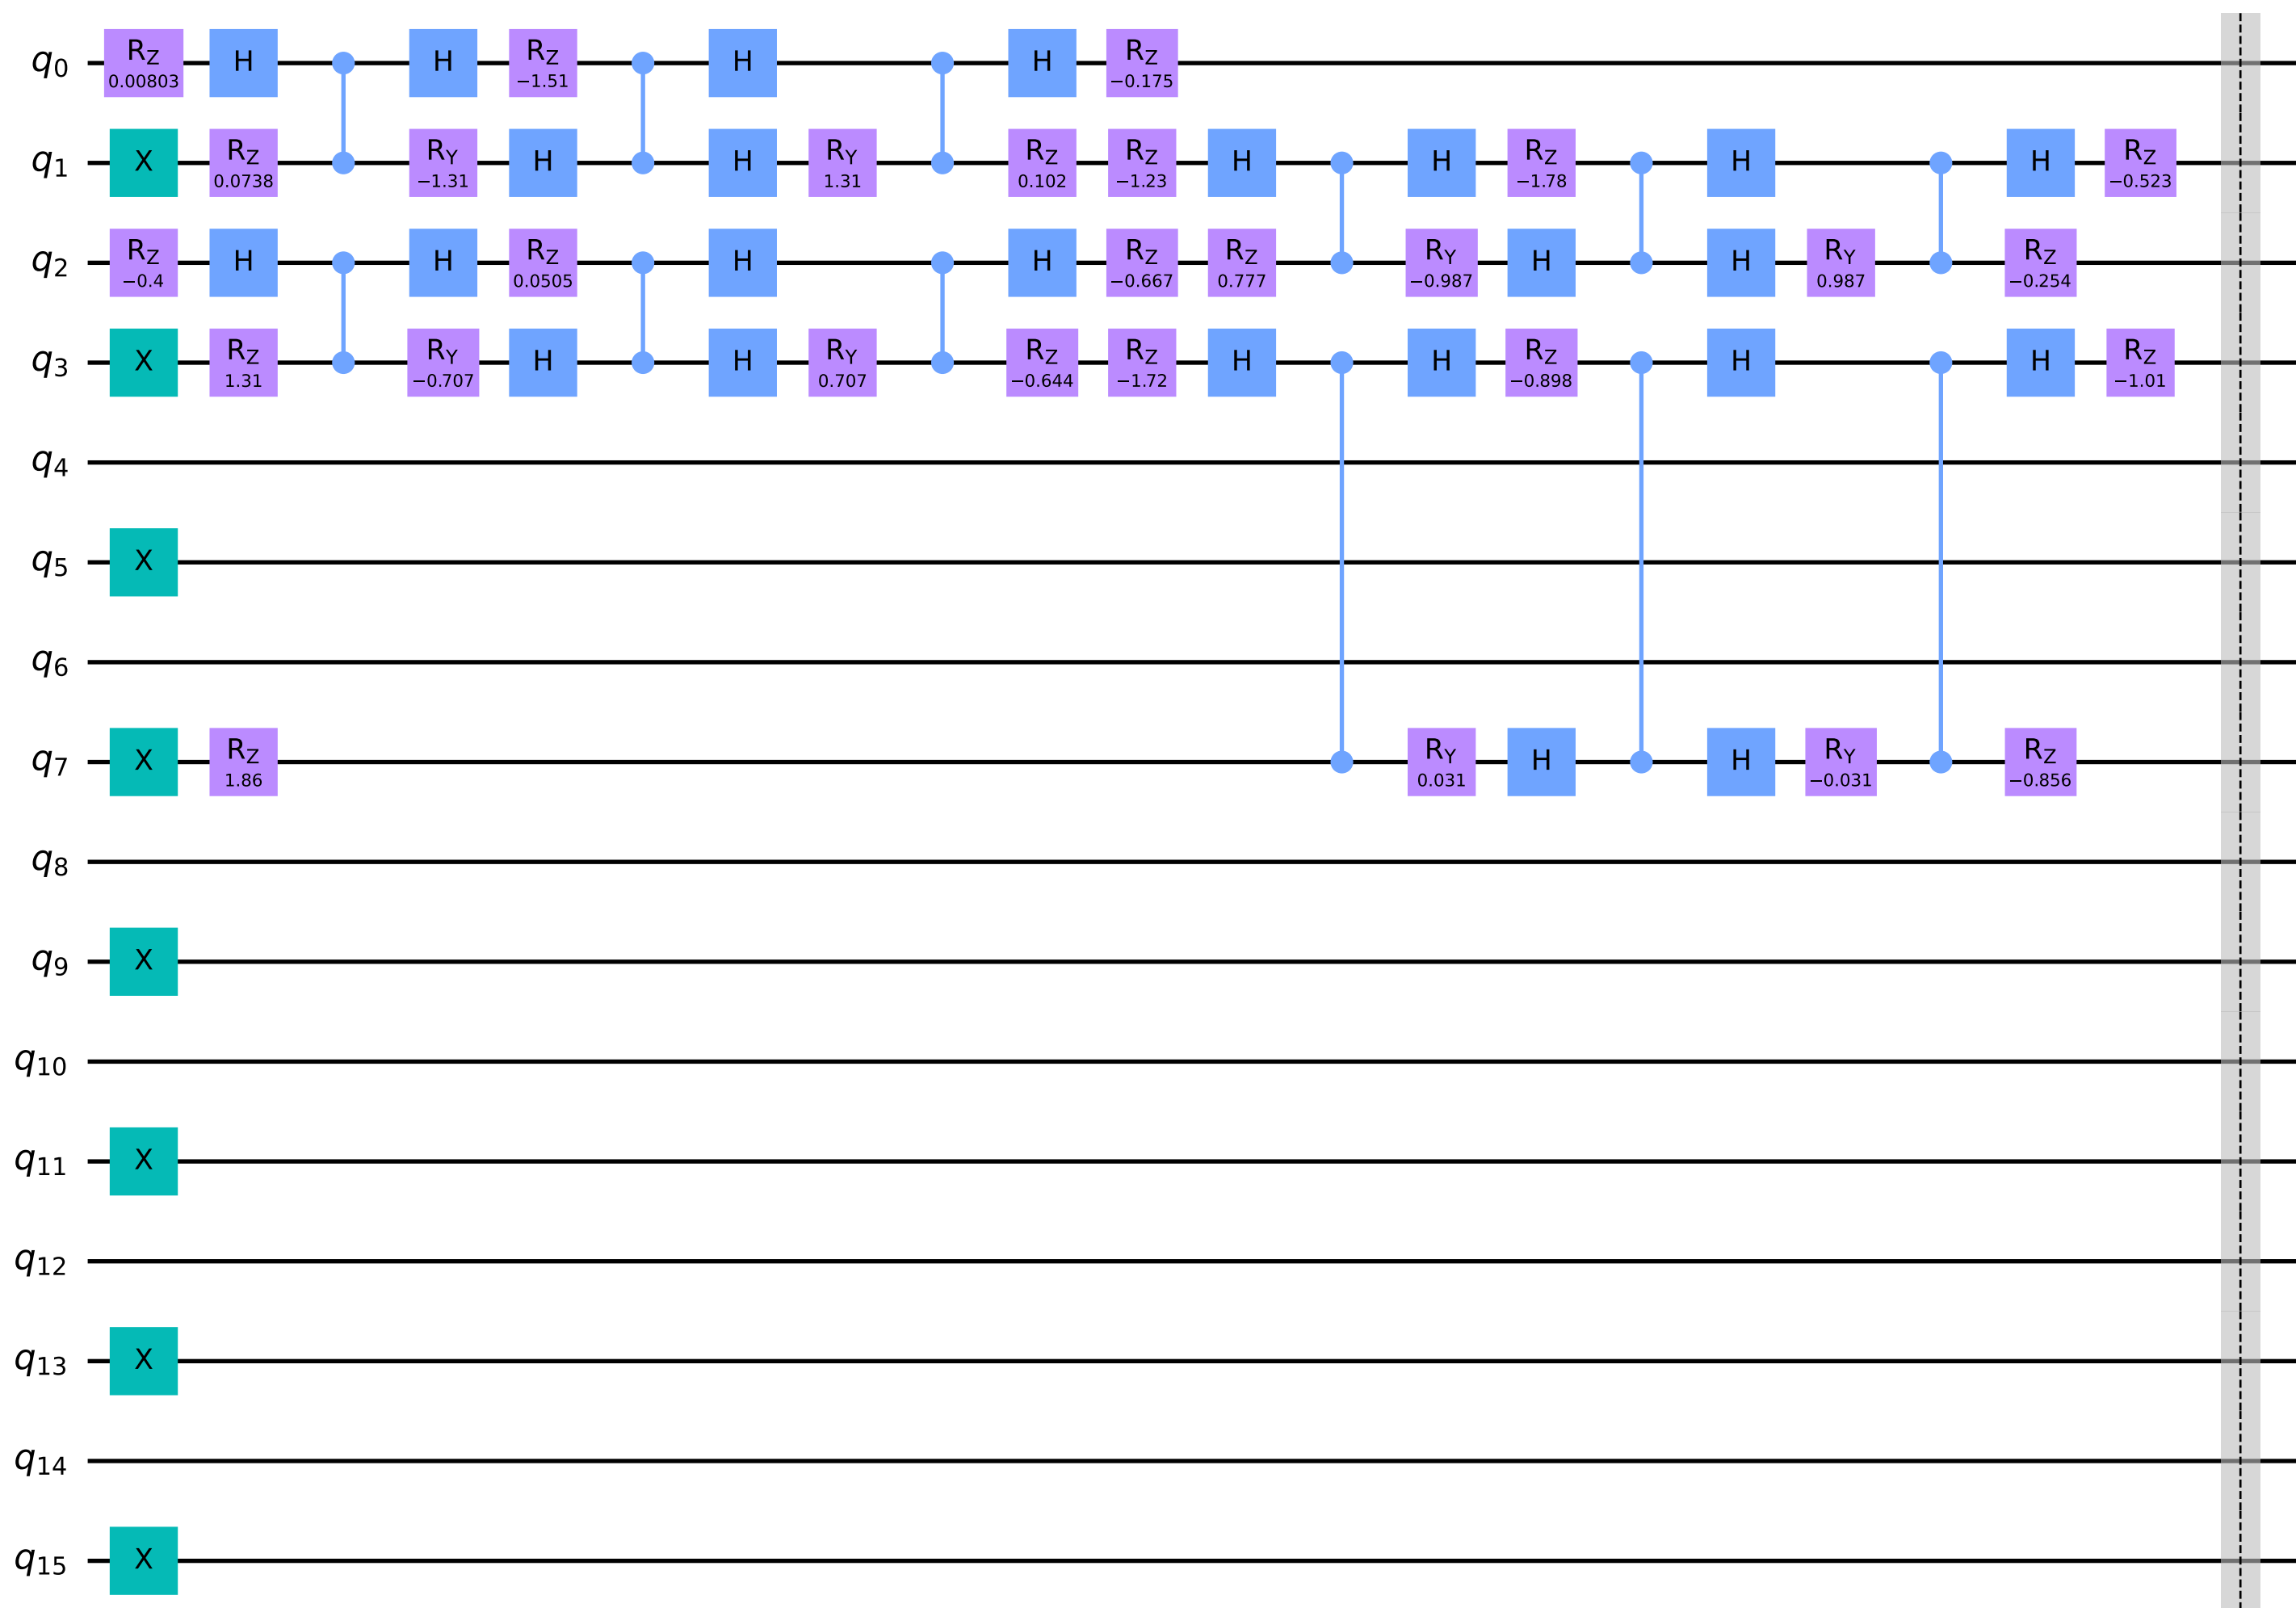 q0 RZ 0.00803 H H RZ −1.51 H H RZ −0.175
q1 X RZ 0.0738 RY −1.31 H H RY 1.31 RZ 0.102 RZ −1.23 H H RZ −1.78 H H RZ −0.523
q2 RZ −0.4 H H RZ 0.0505 H H RZ −0.667 RZ 0.777 RY −0.987 H H RY 0.987 RZ −0.254
q3 X RZ 1.31 RY −0.707 H H RY 0.707 RZ −0.644 RZ −1.72 H H RZ −0.898 H H RZ −1.01
q4
q5 X
q6
q7 X RZ 1.86 RY 0.031 H H RY −0.031 RZ −0.856
q8
q9 X
q10
q11 X
q12
q13 X
q14
q15 X